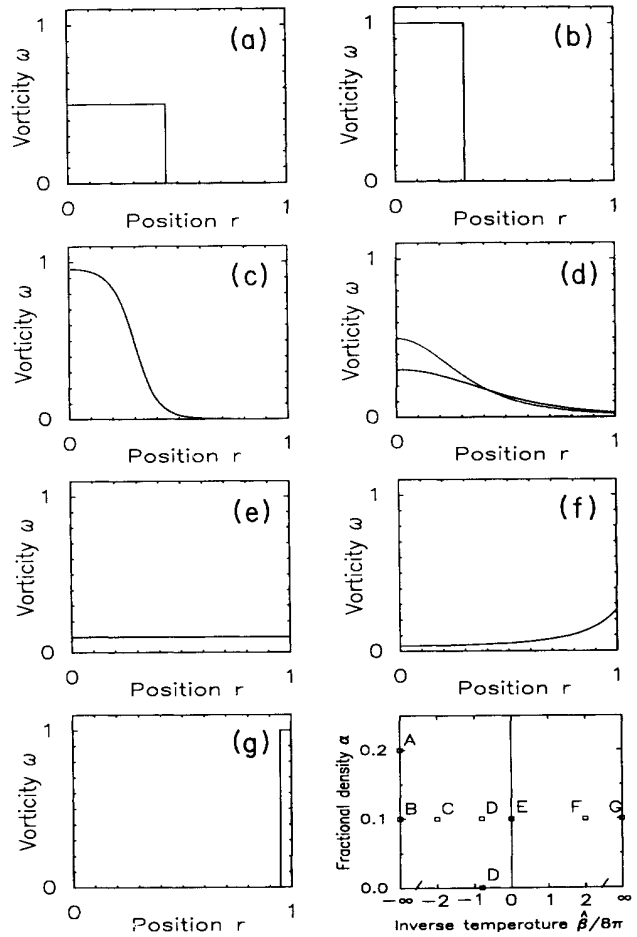 1
(a)
Vorticity ω
0
0
1
Position r
1
(b)
Vorticity ω
0
0
1
Position r
1
(c)
Vorticity ω
0
0
1
Position r
1
(d)
Vorticity ω
0
0
1
Position r
1
(e)
Vorticity ω
0
0
1
Position r
1
(f)
Vorticity ω
0
0
1
Position r
1
(g)
Vorticity ω
0
0
1
Position r
Fractional density α
0.2
A
0.1
B C D E F G
D
0.0
-∞ -2 -1 0 1 2 ∞
Inverse temperature β̂/8π